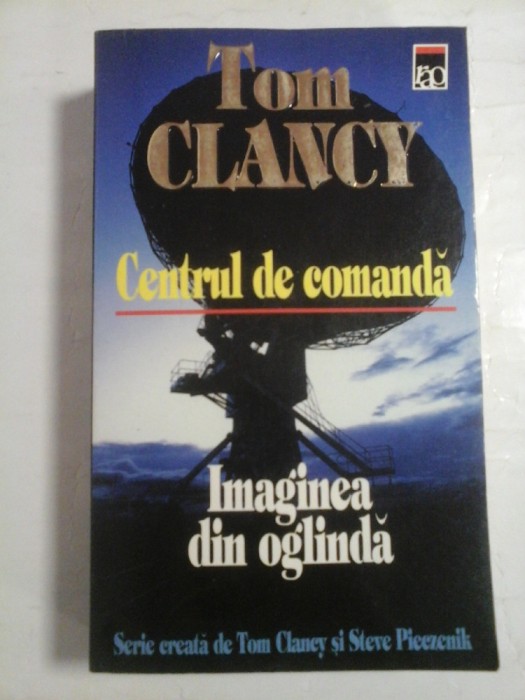 Tom
rao
CLANCY
Centrul de comandă
Imaginea
din oglindă
Serie creată de Tom Clancy și Steve Pieczenik